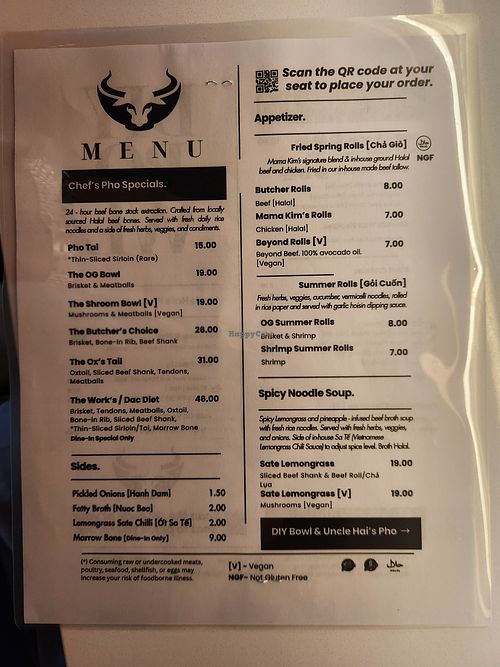 MENU
Chef's Pho Specials.
24 - hour beef bone stock extraction. Crafted from locally
sourced Halal beef bones. Served with fresh daily rice
noodles and a side of fresh herbs, veggies, and condiments.
Pho Tai 15.00
*Thin-Sliced Sirloin (Rare)
The OG Bowl 19.00
Brisket & Meatballs
The Shroom Bowl [V] 19.00
Mushrooms & Meatballs [Vegan]
The Butcher's Choice 26.00
Brisket, Bone-In Rib, Beef Shank
The Ox's Tail 31.00
Oxtail, Sliced Beef Shank, Tendons,
Meatballs
The Work's / Dac Diet 46.00
Brisket, Tendons, Meatballs, Oxtail,
Bone-in Rib, Sliced Beef Shank,
*Thin-Sliced Sirloin/Tai, Marrow Bone
Dine-In Special Only
Sides.
Pickled Onions [Hanh Dam] 1.50
Fatty Broth [Nuoc Beo] 2.00
Lemongrass Sate Chilli [Ớt Sa Tế] 2.00
Marrow Bone [Dine-In Only] 9.00
(*) Consuming raw or undercooked meats,
poultry, seafood, shellfish, or eggs may
increase your risk of foodborne illness.
Scan the QR code at your
seat to place your order.
Appetizer.
Fried Spring Rolls [Chả Giò]
NGF
Mama Kim's signature blend & in-house ground Halal
beef and chicken. Fried in our in-house made beef tallow.
Butcher Rolls 8.00
Beef [Halal]
Mama Kim's Rolls 7.00
Chicken [Halal]
Beyond Rolls [V] 7.00
Beyond Beef. 100% avocado oil.
[Vegan]
Summer Rolls [Gỏi Cuốn]
Fresh herbs, veggies, cucumber, vermicelli noodles, rolled
in rice paper and served with garlic hoisin dipping sauce.
OG Summer Rolls 8.00
Brisket & Shrimp
Shrimp Summer Rolls 7.00
Shrimp
HappyCow
Spicy Noodle Soup.
Spicy Lemongrass and pineapple - infused beef broth soup
with fresh rice noodles. Served with fresh herbs, veggies,
and onions. Side of in-house Sa Tế (Vietnamese
Lemongrass Chili Sauce) to adjust spice level. Broth Halal.
Sate Lemongrass 19.00
Sliced Beef Shank & Beef Roll/Chả
Lụa
Sate Lemongrass [V] 19.00
Mushrooms [Vegan]
DIY Bowl & Uncle Hai's Pho →
[V] - Vegan
NGF- Not Gluten Free